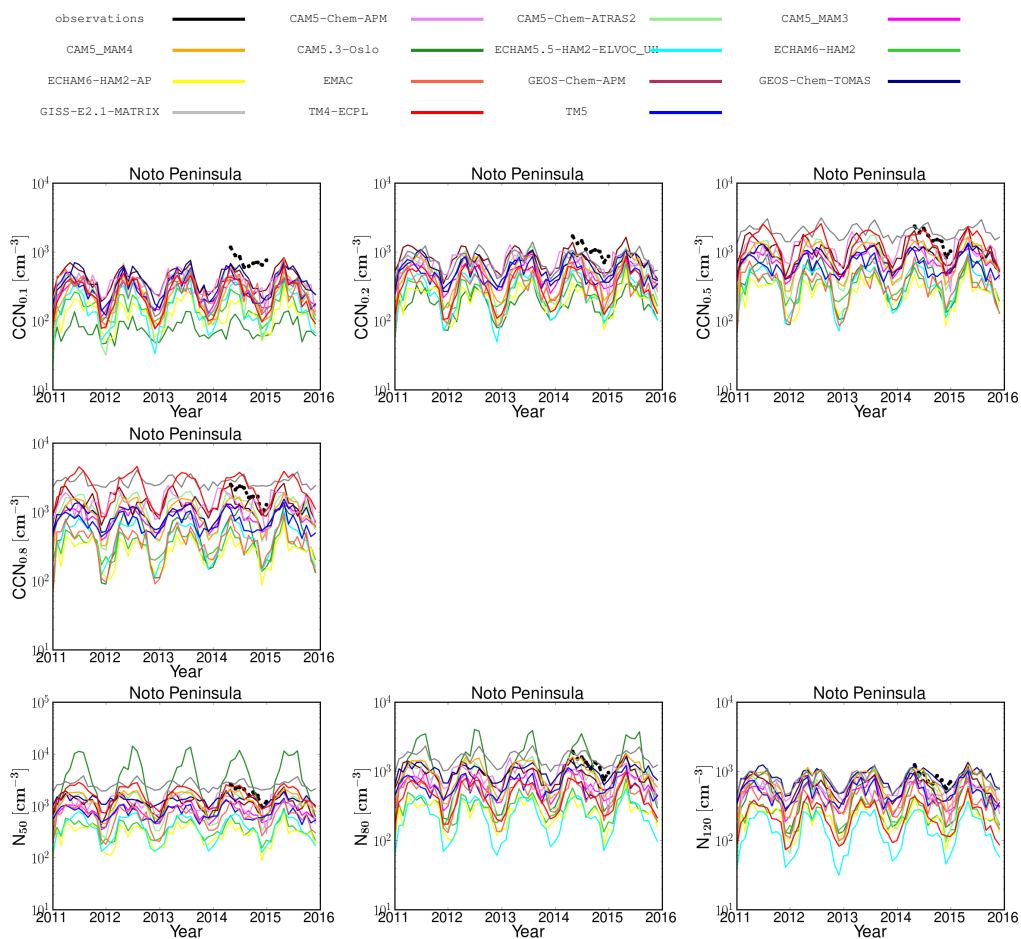 observations CAM5-Chem-APM CAM5-Chem-ATRAS2 CAM5_MAM3
CAM5_MAM4 CAM5.3-Oslo ECHAM5.5-HAM2-ELVOC_UH ECHAM6-HAM2
ECHAM6-HAM2-AP EMAC GEOS-Chem-APM GEOS-Chem-TOMAS
GISS-E2.1-MATRIX TM4-ECPL TM5
Noto Peninsula Noto Peninsula Noto Peninsula
10^4 10^4 10^4
10^3 10^3 10^3
CCN_0.1 [cm^−3] CCN_0.2 [cm^−3] CCN_0.5 [cm^−3]
10^2 10^2 10^2
10^1 10^1 10^1
2011 2012 2013 2014 2015 2016 2011 2012 2013 2014 2015 2016 2011 2012 2013 2014 2015 2016
Year Year Year
Noto Peninsula
10^4
10^3
CCN_0.8 [cm^−3]
10^2
10^1
2011 2012 2013 2014 2015 2016
Year
Noto Peninsula Noto Peninsula Noto Peninsula
10^5 10^4 10^4
10^4
10^3 10^3 10^3
N_50 [cm^−3] N_80 [cm^−3] N_120 [cm^−3]
10^2 10^2 10^2
10^1 10^1 10^1
2011 2012 2013 2014 2015 2016 2011 2012 2013 2014 2015 2016 2011 2012 2013 2014 2015 2016
Year Year Year